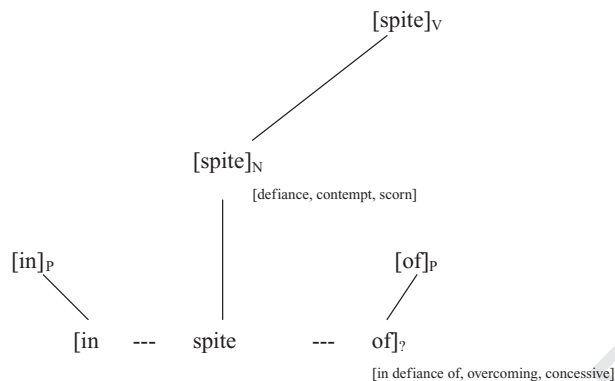 [spite]V
[spite]N
[defiance, contempt, scorn]
[in]P [of]P
[in --- spite --- of]?
[in defiance of, overcoming, concessive]